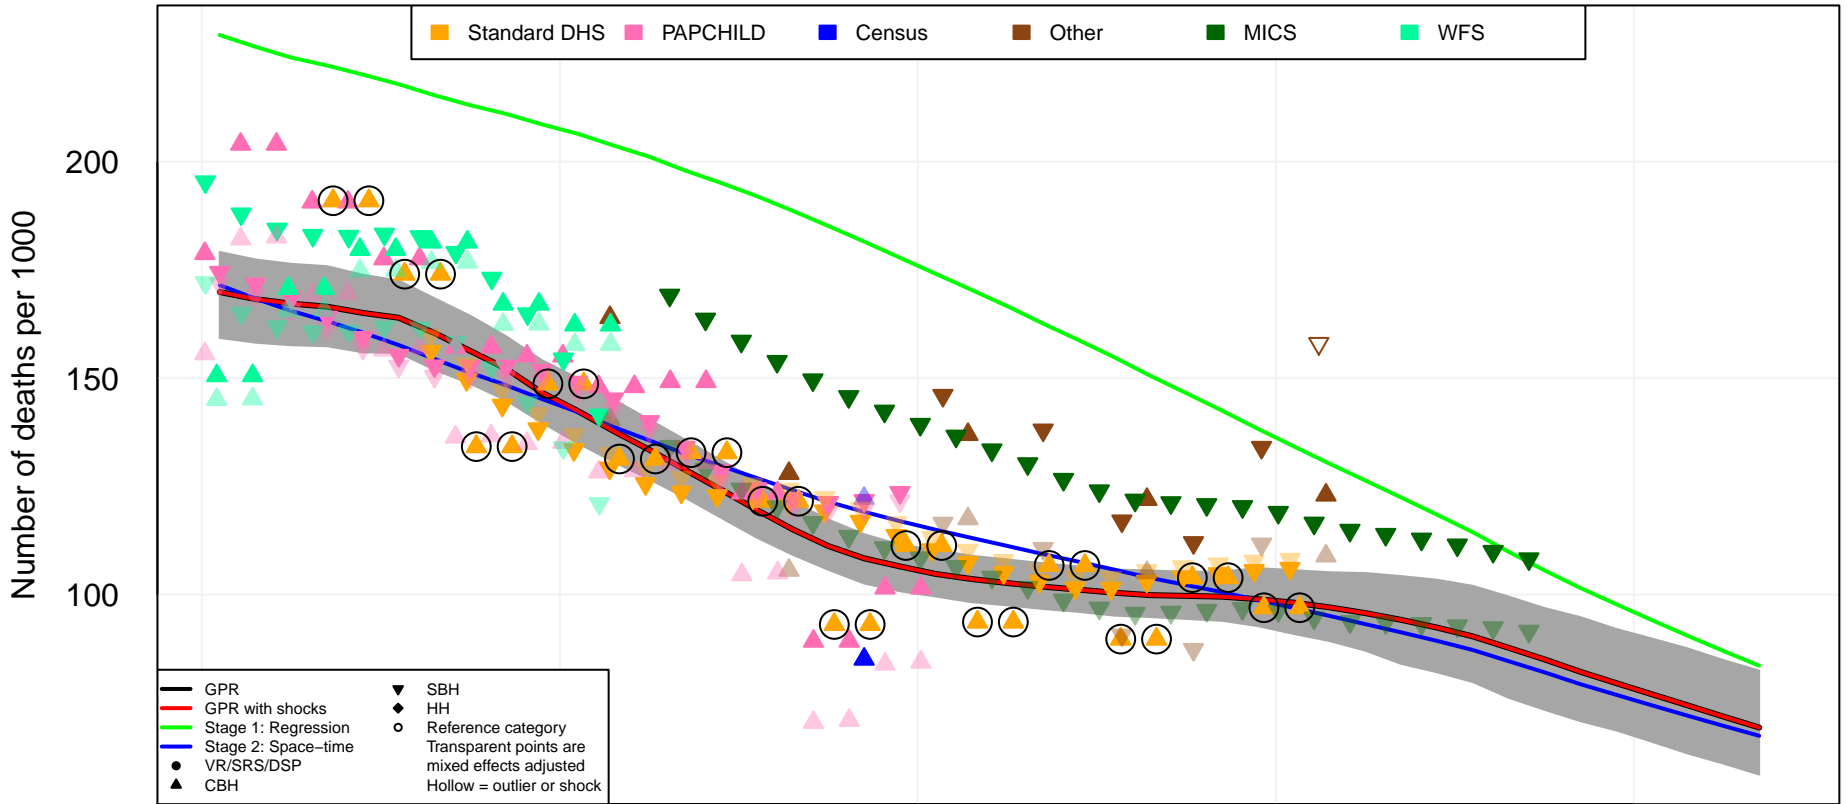 Standard DHS PAPCHILD Census Other MICS WFS
Number of deaths per 1000
200
150
100
GPR
GPR with shocks
Stage 1: Regression
Stage 2: Space−time
VR/SRS/DSP
CBH
SBH
HH
Reference category
Transparent points are
mixed effects adjusted
Hollow = outlier or shock